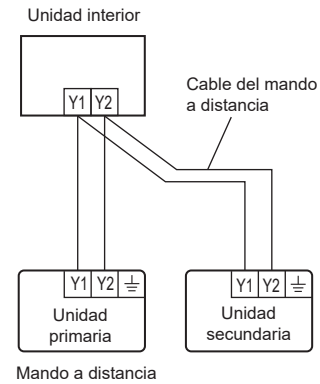 Unidad interior
Y1 Y2
Cable del mando
a distancia
Y1 Y2
Unidad
primaria
Y1 Y2
Unidad
secundaria
Mando a distancia